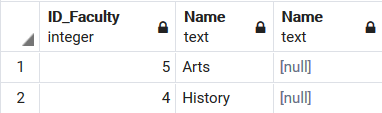 ID_Faculty Name Name
integer text text
1 5 Arts [null]
2 4 History [null]